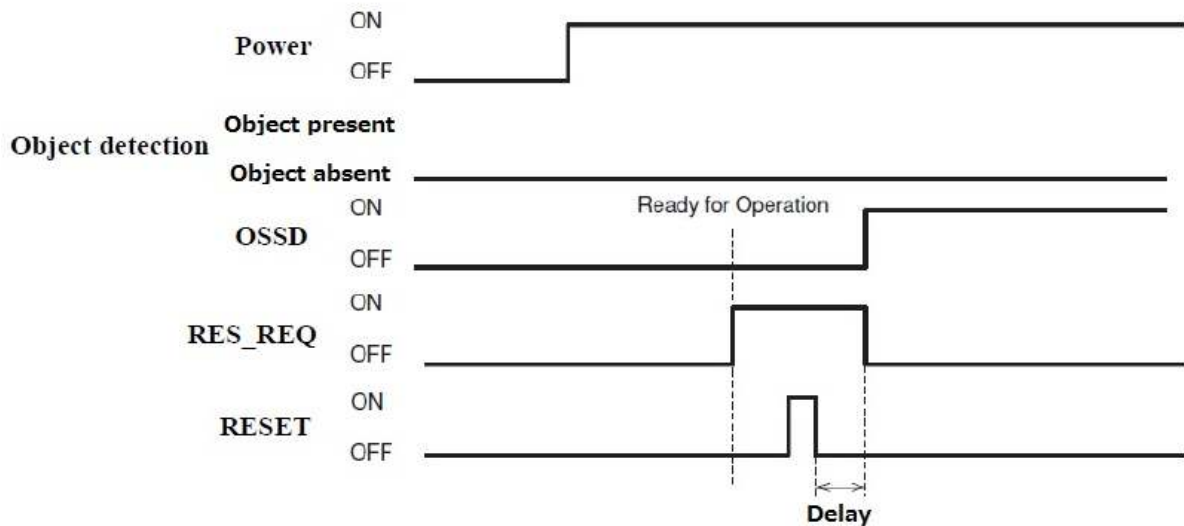 ON
Power
OFF
Object present
Object detection
Object absent
ON
Ready for Operation
OSSD
OFF
ON
RES_REQ
OFF
ON
RESET
OFF
Delay